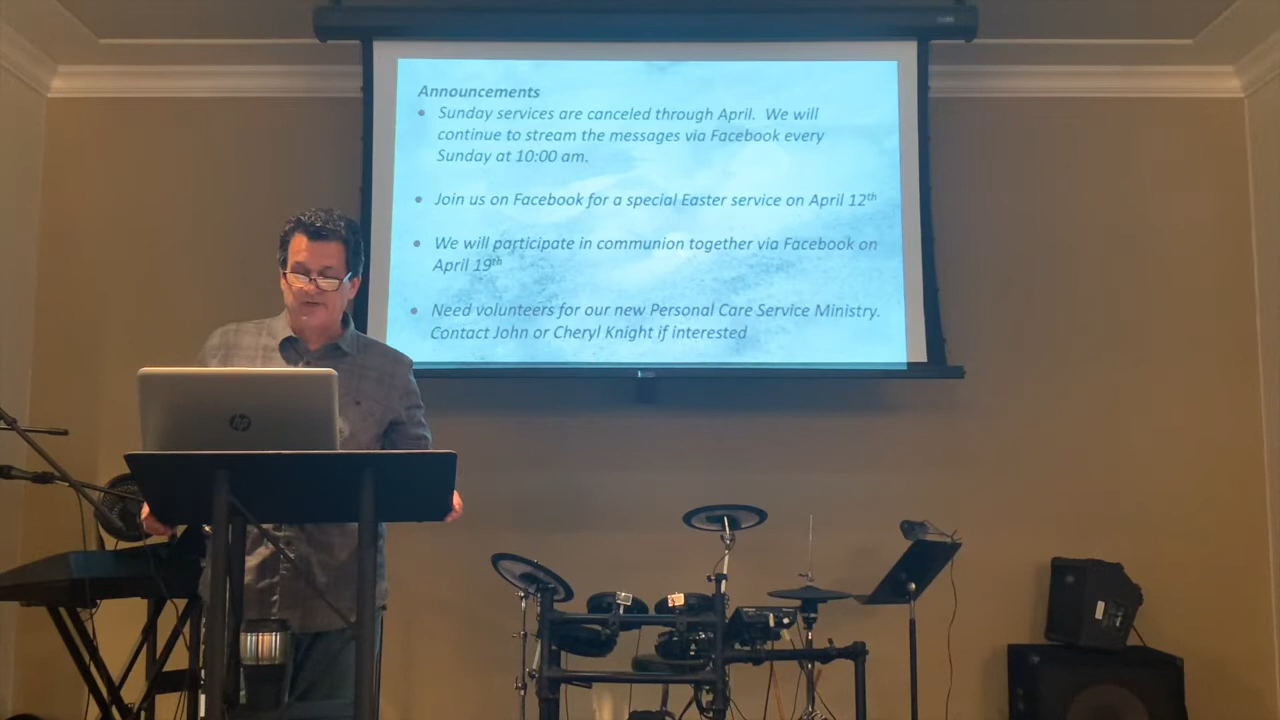 Announcements
• Sunday services are canceled through April. We will
continue to stream the messages via Facebook every
Sunday at 10:00 am.
• Join us on Facebook for a special Easter service on April 12th
• We will participate in communion together via Facebook on
April 19th
• Need volunteers for our new Personal Care Service Ministry.
Contact John or Cheryl Knight if interested
hp